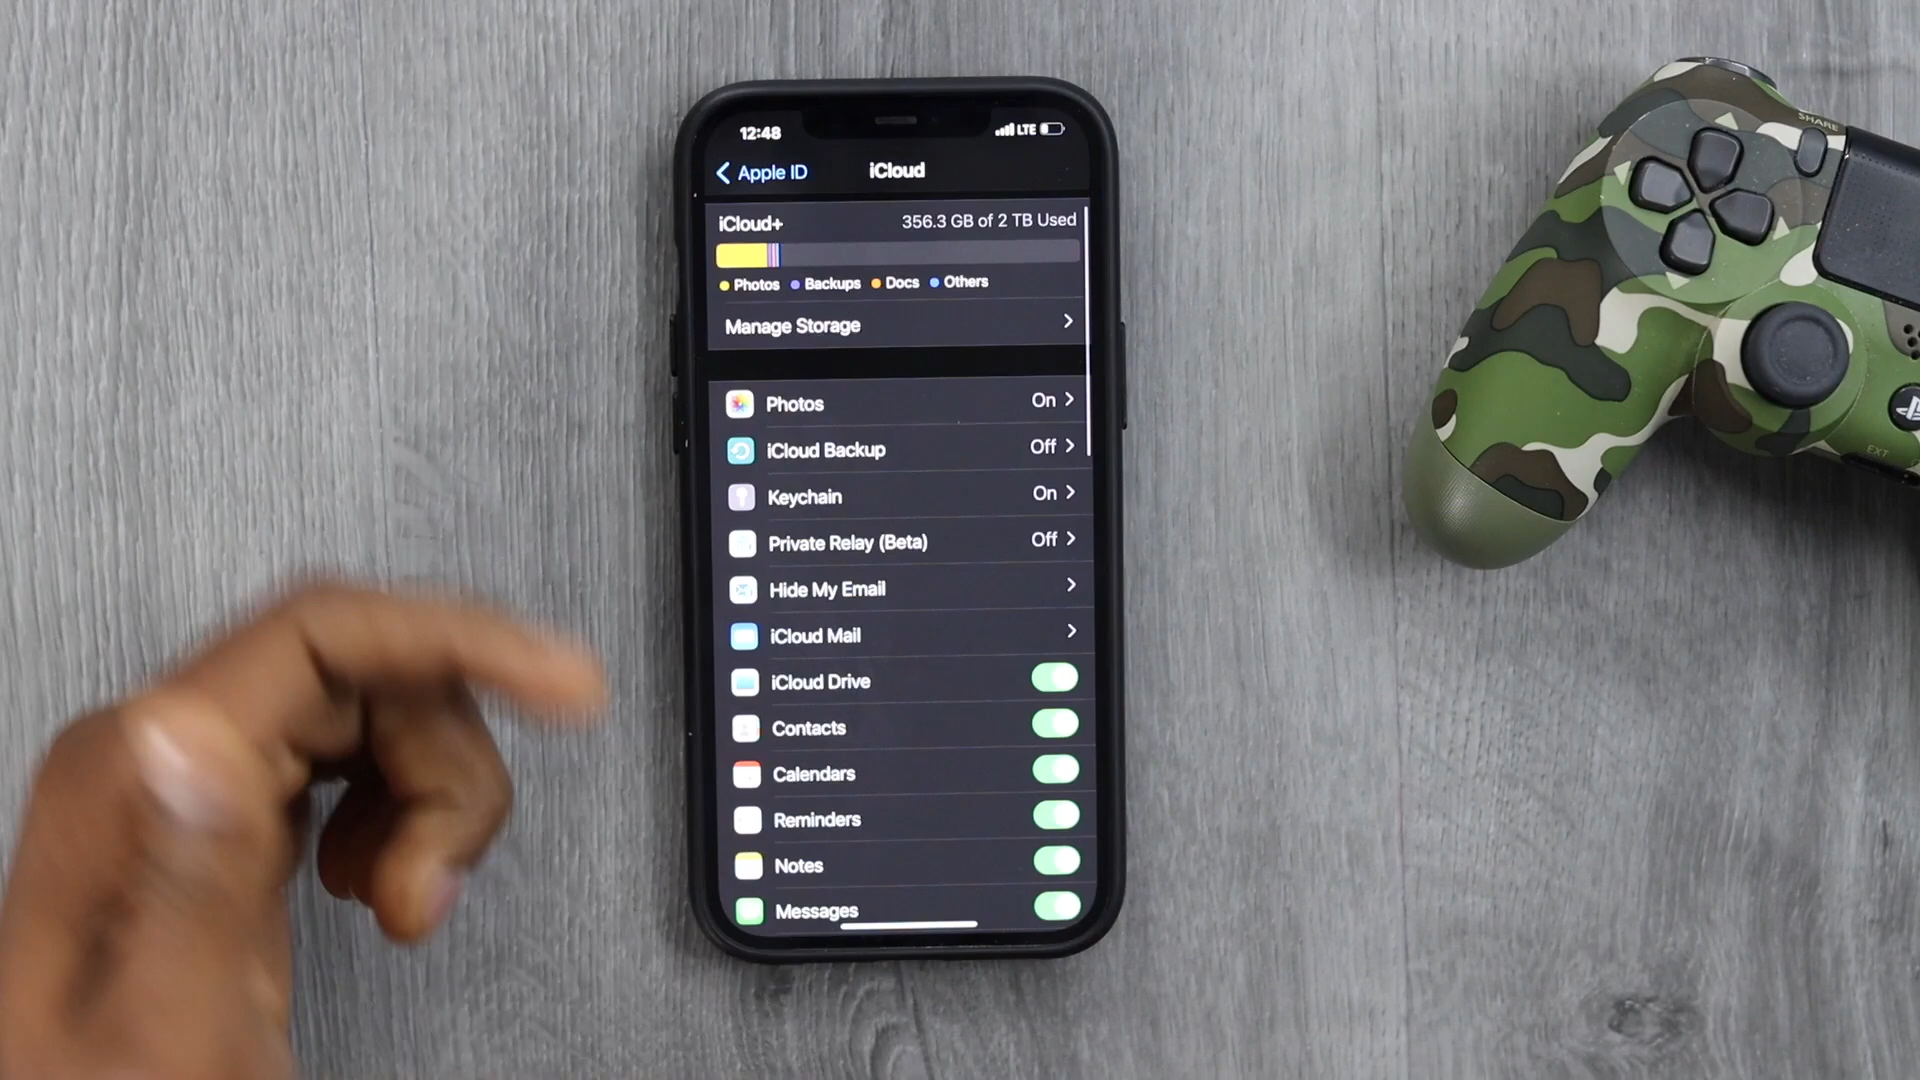 12:48
LTE
Apple ID
iCloud
iCloud+
356.3 GB of 2 TB Used
Photos
Backups
Docs
Others
Manage Storage
Photos
On
iCloud Backup
Off
Keychain
On
Private Relay (Beta)
Off
Hide My Email
iCloud Mail
iCloud Drive
Contacts
Calendars
Reminders
Notes
Messages
SHARE
EXT